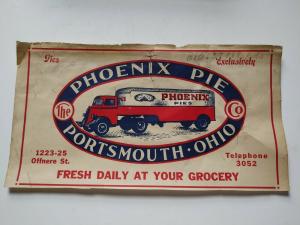 Pies Exclusively
PHOENIX PIE
The
PHOENIX
PIES
Co
PORTSMOUTH · OHIO
1223-25
Offnere St.
Telephone
3052
FRESH DAILY AT YOUR GROCERY